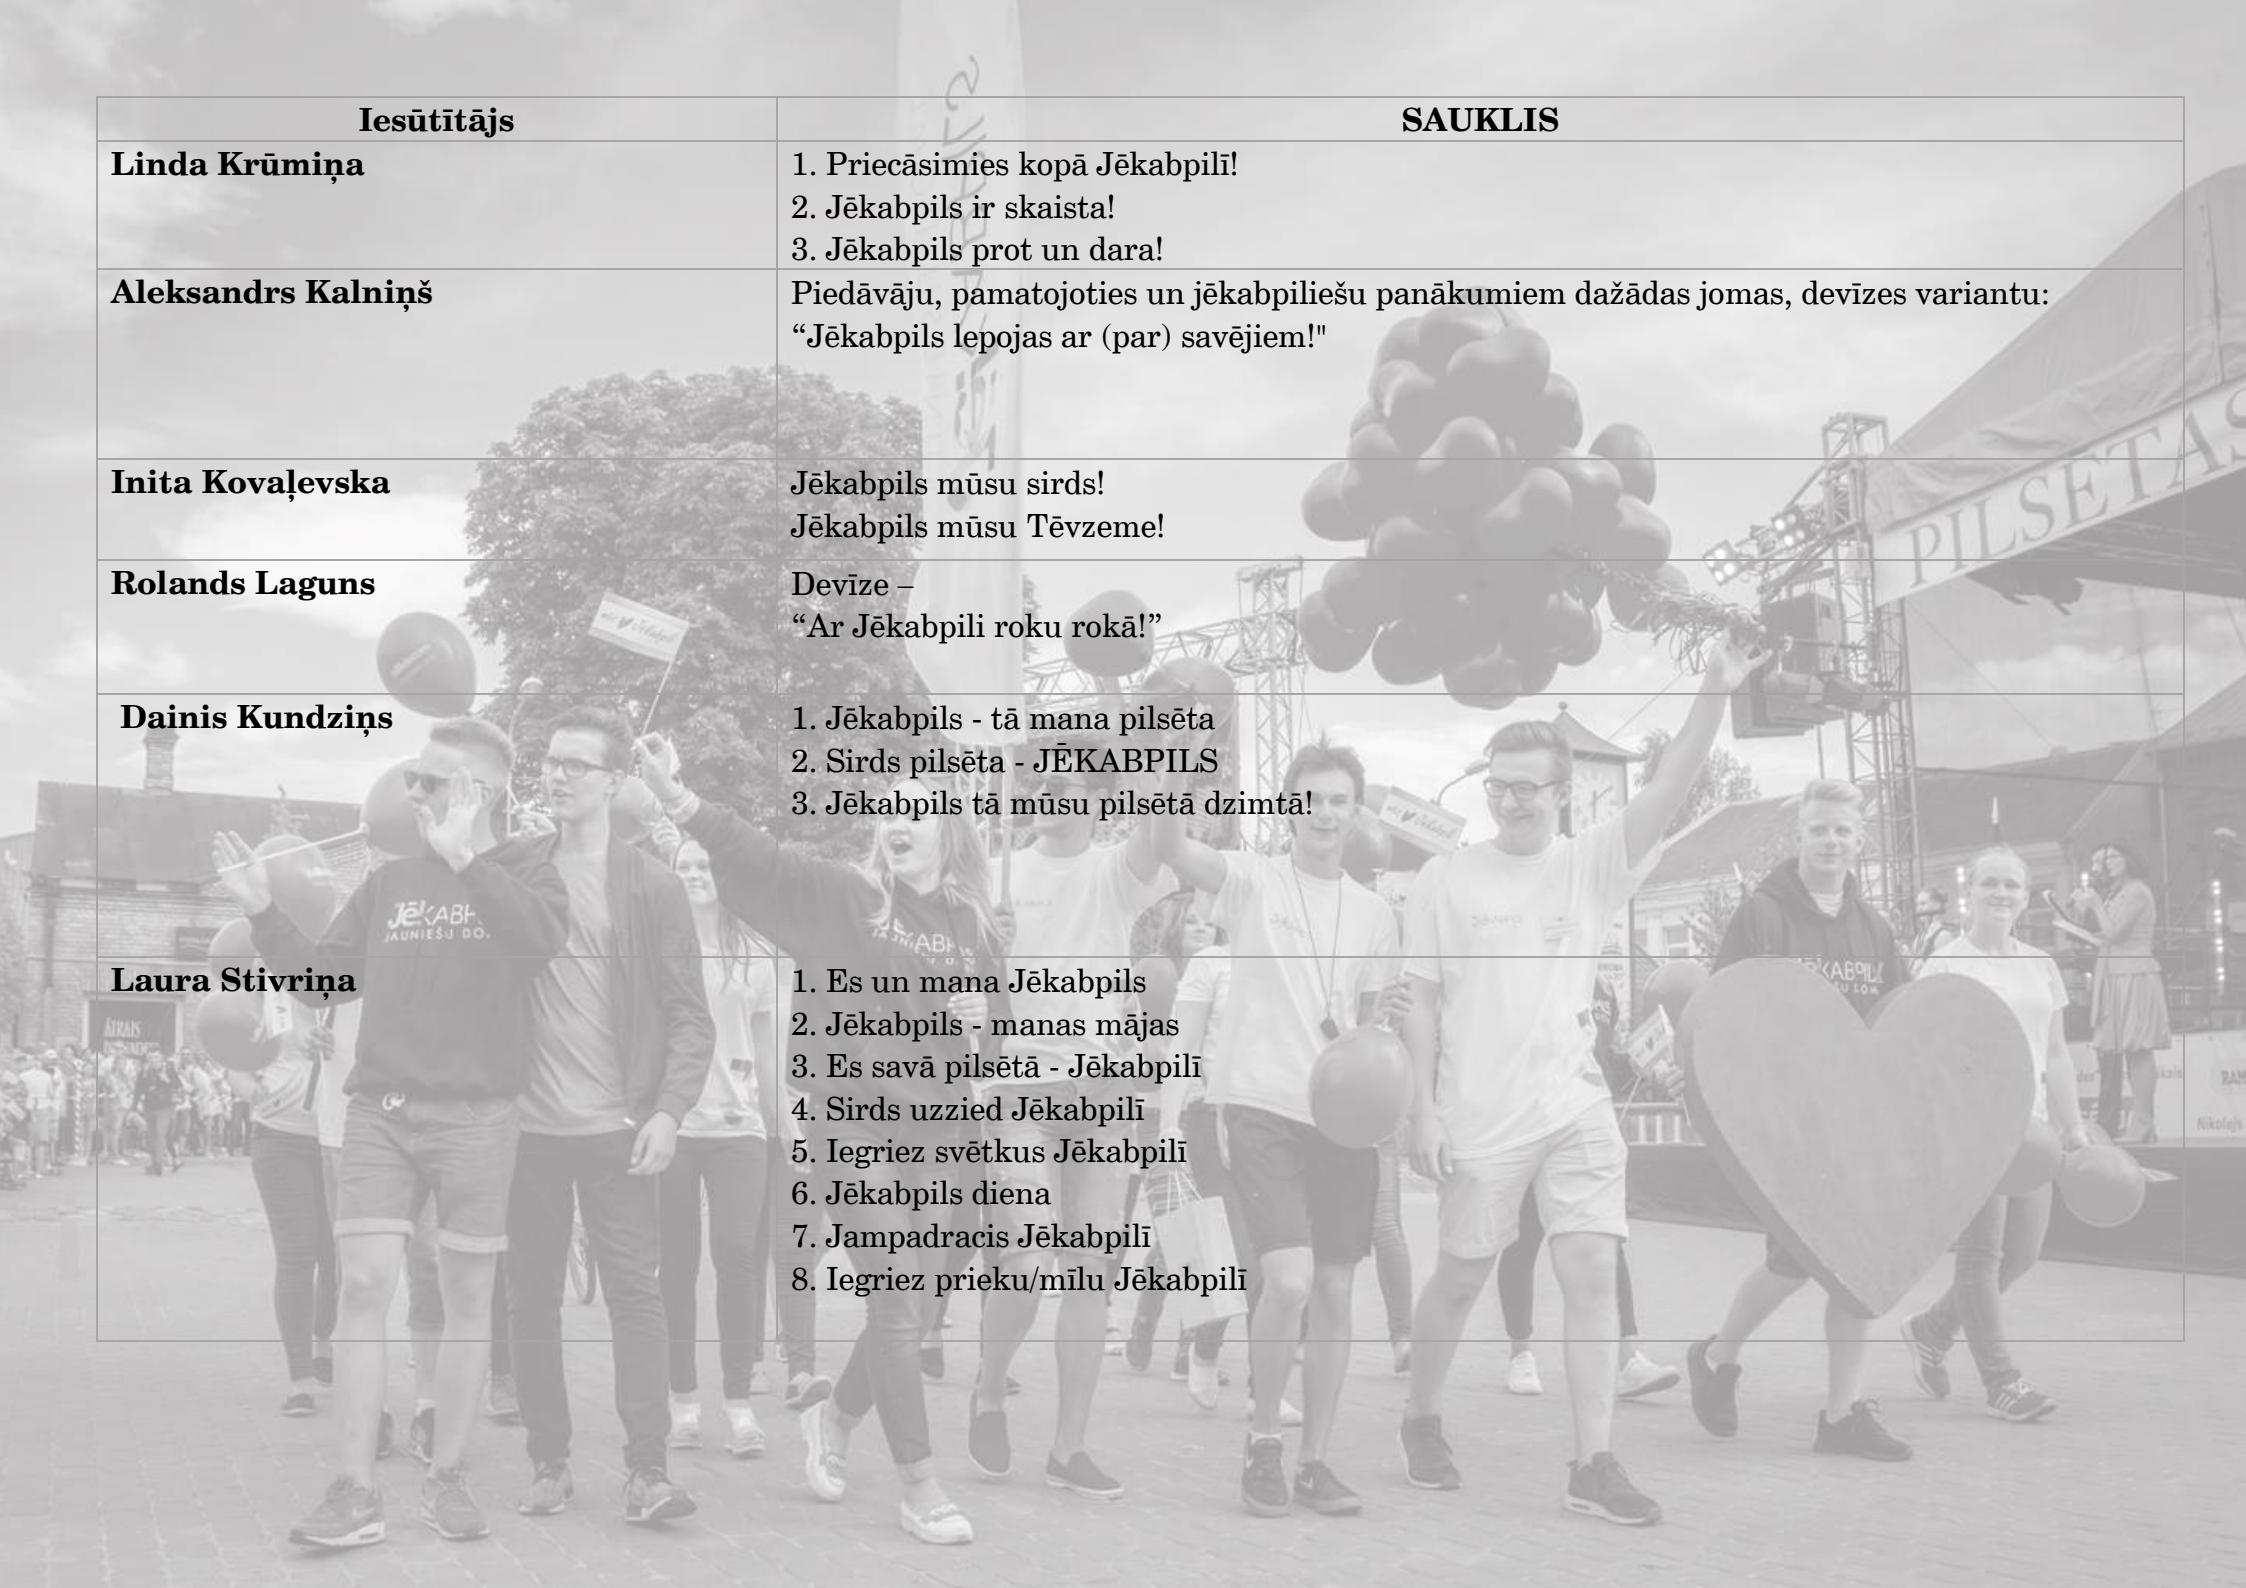 Iesūtītājs
SAUKLIS
Linda Krūmiņa
1. Priecāsimies kopā Jēkabpilī!
2. Jēkabpils ir skaista!
3. Jēkabpils prot un dara!
Aleksandrs Kalniņš
Piedāvāju, pamatojoties un jēkabpiliešu panākumiem dažādas jomas, devīzes variantu:
“Jēkabpils lepojas ar (par) savējiem!"
Inita Kovaļevska
Jēkabpils mūsu sirds!
Jēkabpils mūsu Tēvzeme!
Rolands Laguns
Devīze –
“Ar Jēkabpili roku rokā!”
Dainis Kundziņs
1. Jēkabpils - tā mana pilsēta
2. Sirds pilsēta - JĒKABPILS
3. Jēkabpils tā mūsu pilsētā dzimtā!
Laura Stivriņa
1. Es un mana Jēkabpils
2. Jēkabpils - manas mājas
3. Es savā pilsētā - Jēkabpilī
4. Sirds uzzied Jēkabpilī
5. Iegriez svētkus Jēkabpilī
6. Jēkabpils diena
7. Jampadracis Jēkabpilī
8. Iegriez prieku/mīlu Jēkabpilī
PILSĒTAS